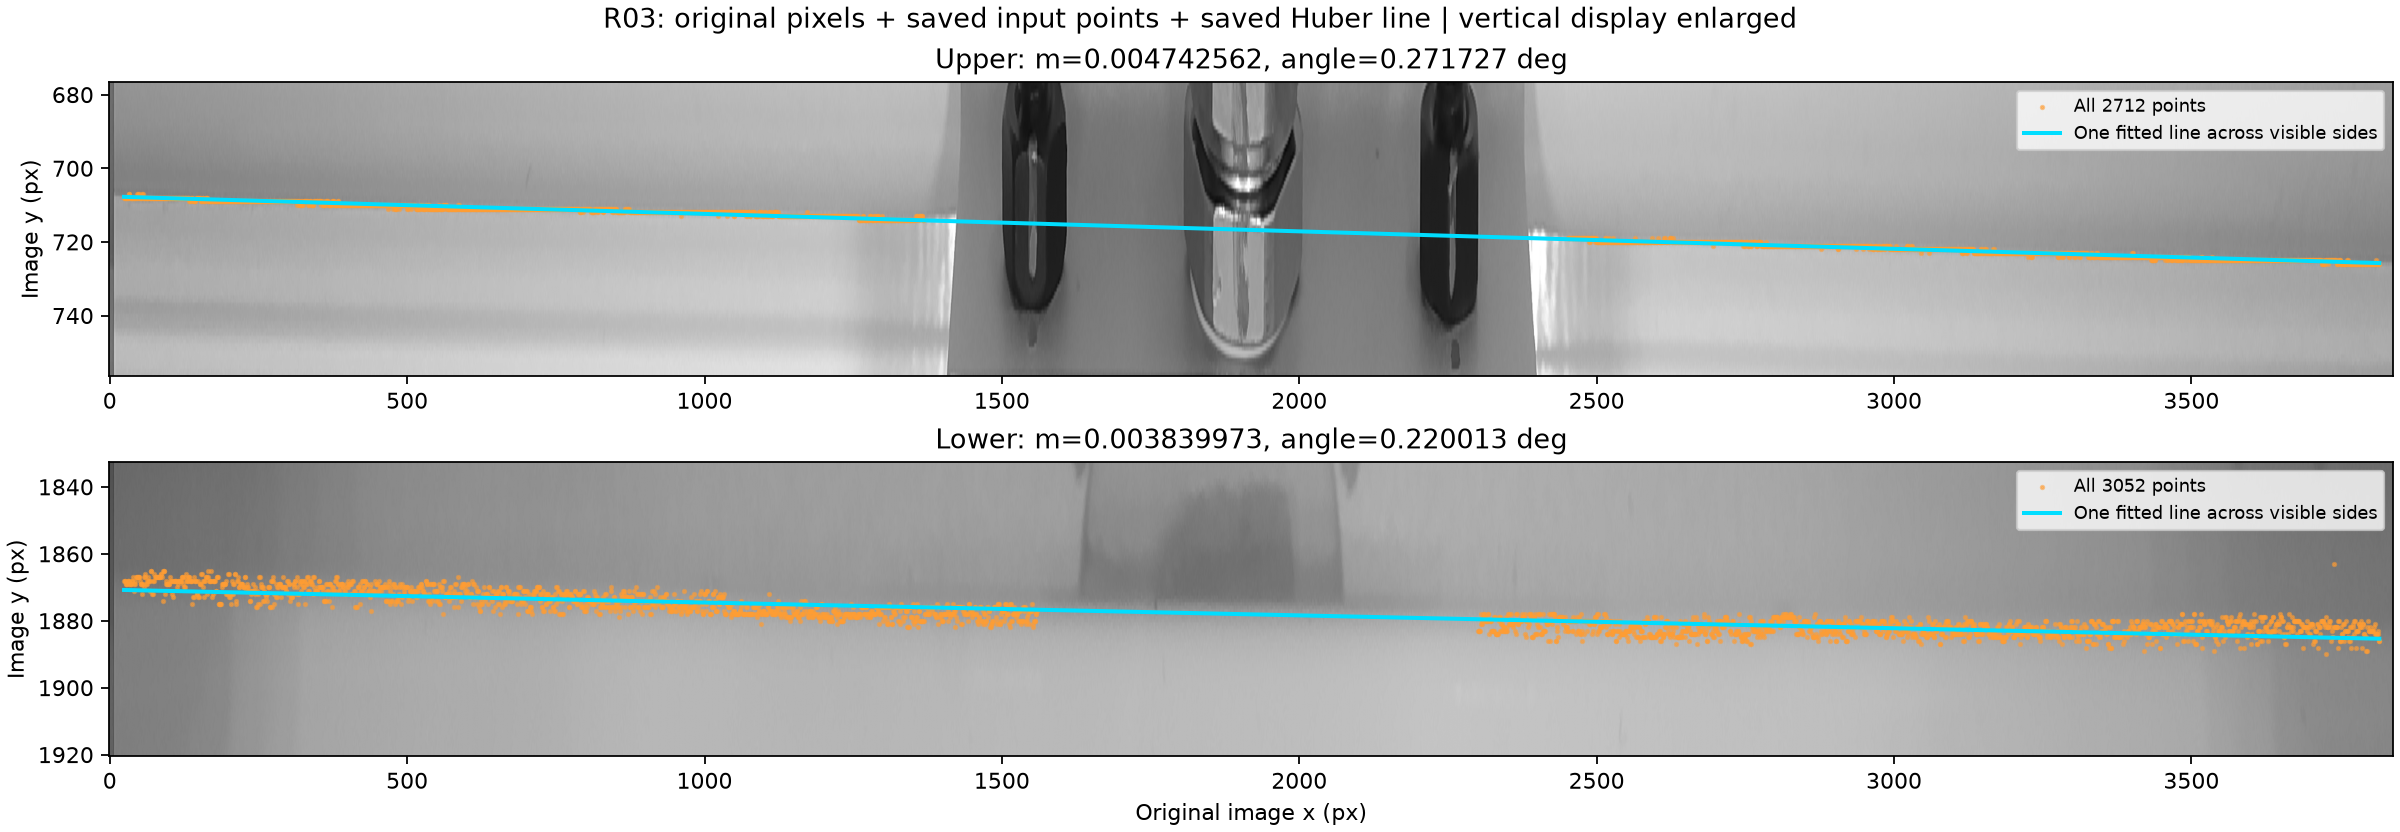 R03: original pixels + saved input points + saved Huber line | vertical display enlarged
Upper: m=0.004742562, angle=0.271727 deg
Image y (px)
680
700
720
740
All 2712 points
One fitted line across visible sides
0 500 1000 1500 2000 2500 3000 3500
Lower: m=0.003839973, angle=0.220013 deg
Image y (px)
1840
1860
1880
1900
1920
All 3052 points
One fitted line across visible sides
0 500 1000 1500 2000 2500 3000 3500
Original image x (px)